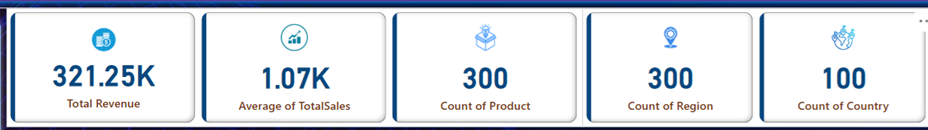 321.25K
Total Revenue
1.07K
Average of TotalSales
300
Count of Product
300
Count of Region
100
Count of Country